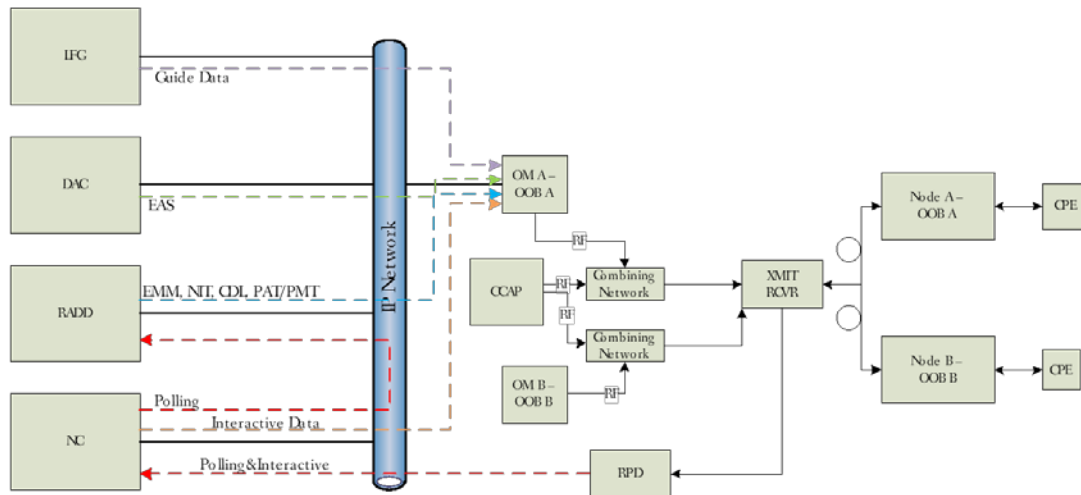 LFG
Guide Data
DAC
EAS
OM A –
OOB A
RADD
EMM, NIT, CDL, PAT/PMT
NC
Polling
Interactive Data
Polling&Interactive
IP Network
RF
CCAP
RF
RF
Combining
Network
Combining
Network
OM B –
OOB B
RF
XMIT
RCVR
RPD
Node A –
OOB A
CPE
Node B –
OOB B
CPE